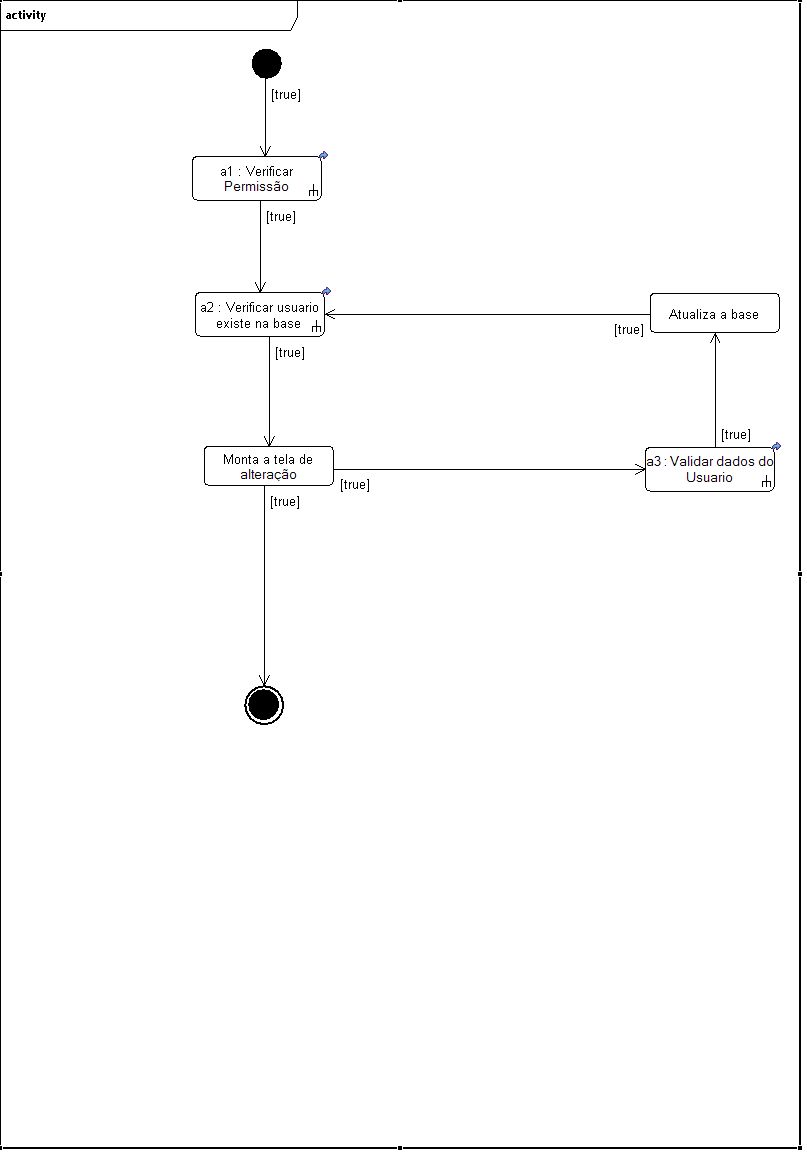 activity
[true]
a1 : Verificar
Permissão
[true]
a2 : Verificar usuario
existe na base
Atualiza a base
[true]
[true]
[true]
Monta a tela de
alteração
a3 : Validar dados do
Usuario
[true]
[true]